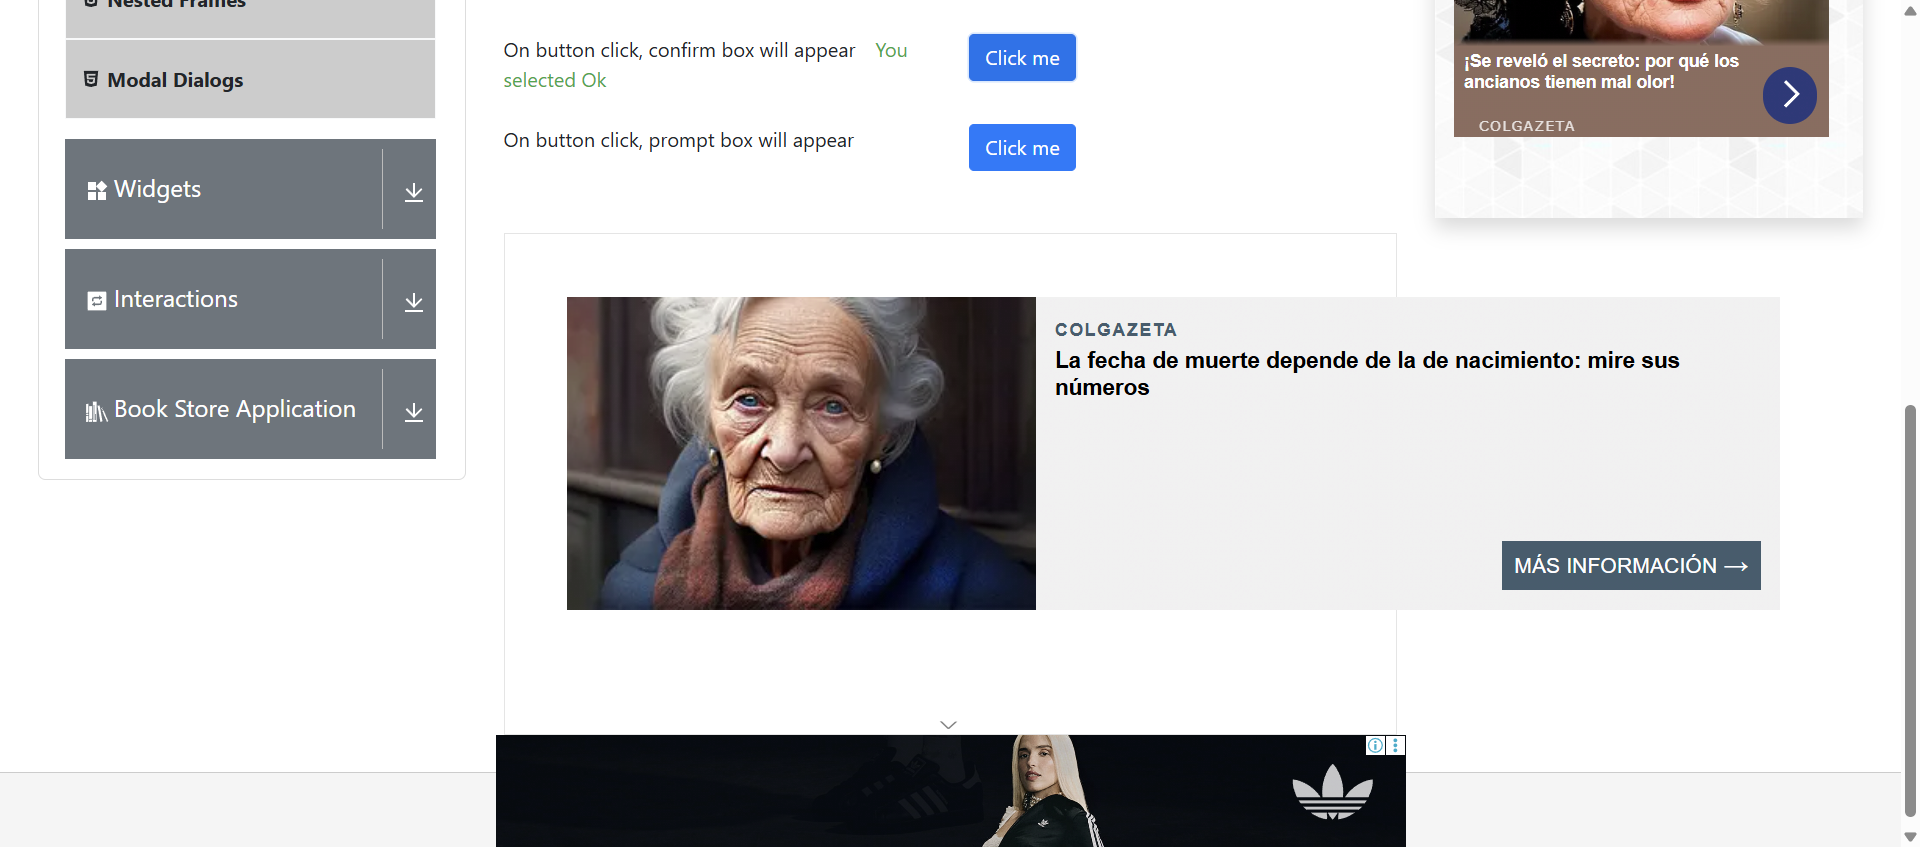 Nested Frames
Modal Dialogs
Widgets
Interactions
Book Store Application
On button click, confirm box will appear You
selected Ok
Click me
On button click, prompt box will appear
Click me
COLGAZETA
La fecha de muerte depende de la de nacimiento: mire sus
números
MÁS INFORMACIÓN →
¡Se reveló el secreto: por qué los
ancianos tienen mal olor!
COLGAZETA